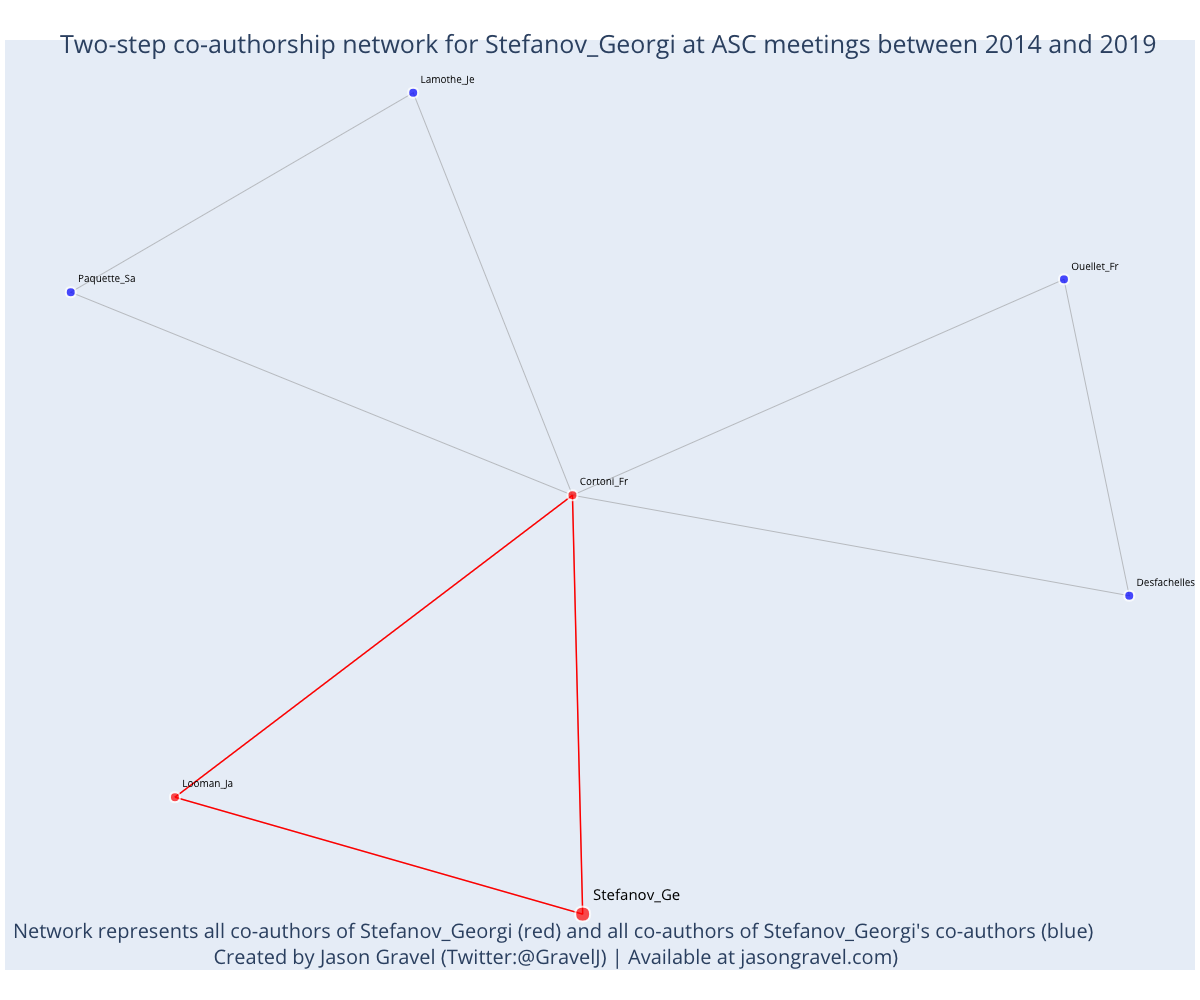 Two-step co-authorship network for Stefanov_Georgi at ASC meetings between 2014 and 2019
Lamothe_Je
Ouellet_Fr
Paquette_Sa
Cortoni_Fr
Desfachelles
Looman_Ja
Stefanov_Ge
Network represents all co-authors of Stefanov_Georgi (red) and all co-authors of Stefanov_Georgi's co-authors (blue)
Created by Jason Gravel (Twitter:@GravelJ) | Available at jasongravel.com)